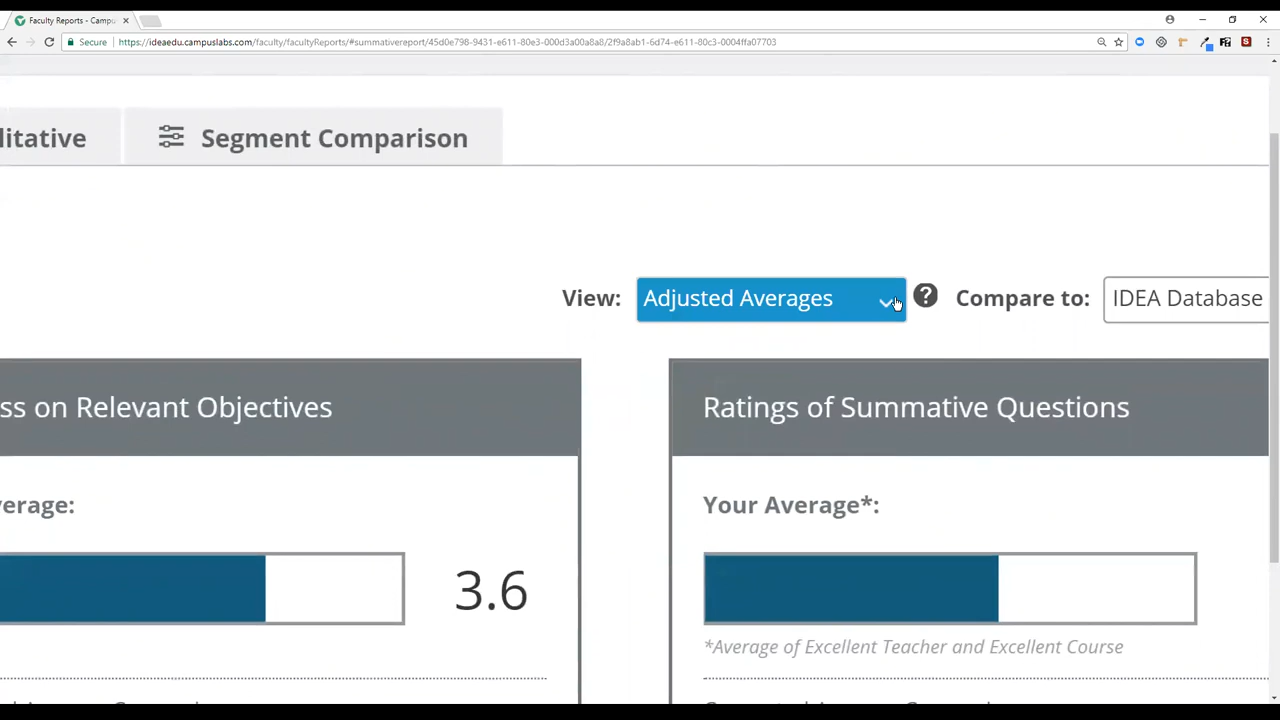 Faculty Reports - Campu
Secure
https://ideaedu.campuslabs.com/faculty/facultyReports/#summativereport/45d0e798-9431-e611-80e3-000d3a00a8a8/2f9a8ab1-6d74-e611-80c3-0004ffa07703
litative
Segment Comparison
View: Adjusted Averages ? Compare to: IDEA Database
ss on Relevant Objectives
Ratings of Summative Questions
verage:
Your Average*:
3.6
*Average of Excellent Teacher and Excellent Course